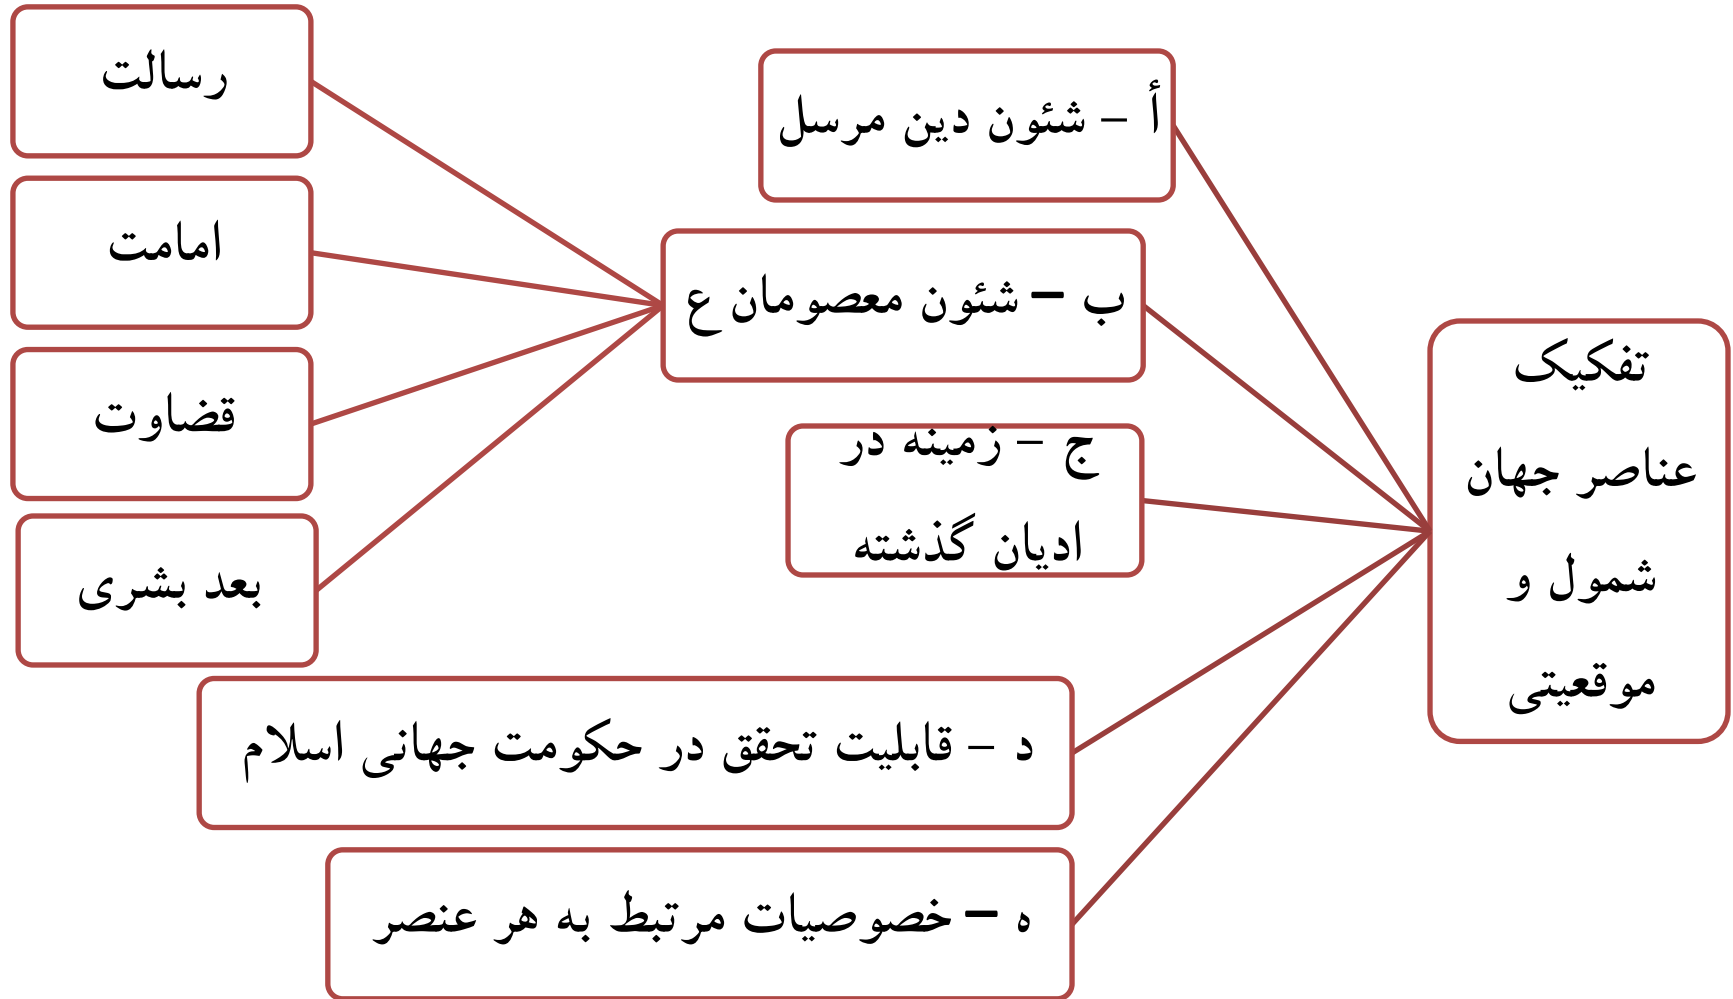 تفکیک
عناصر جهان
شمول و
موقعیتی
أ – شئون دین مرسل
ب – شئون معصومان ع
رسالت
امامت
قضاوت
بعد بشری
ج – زمینه در
ادیان گذشته
د – قابلیت تحقق در حکومت جهانی اسلام
ه – خصوصیات مرتبط به هر عنصر